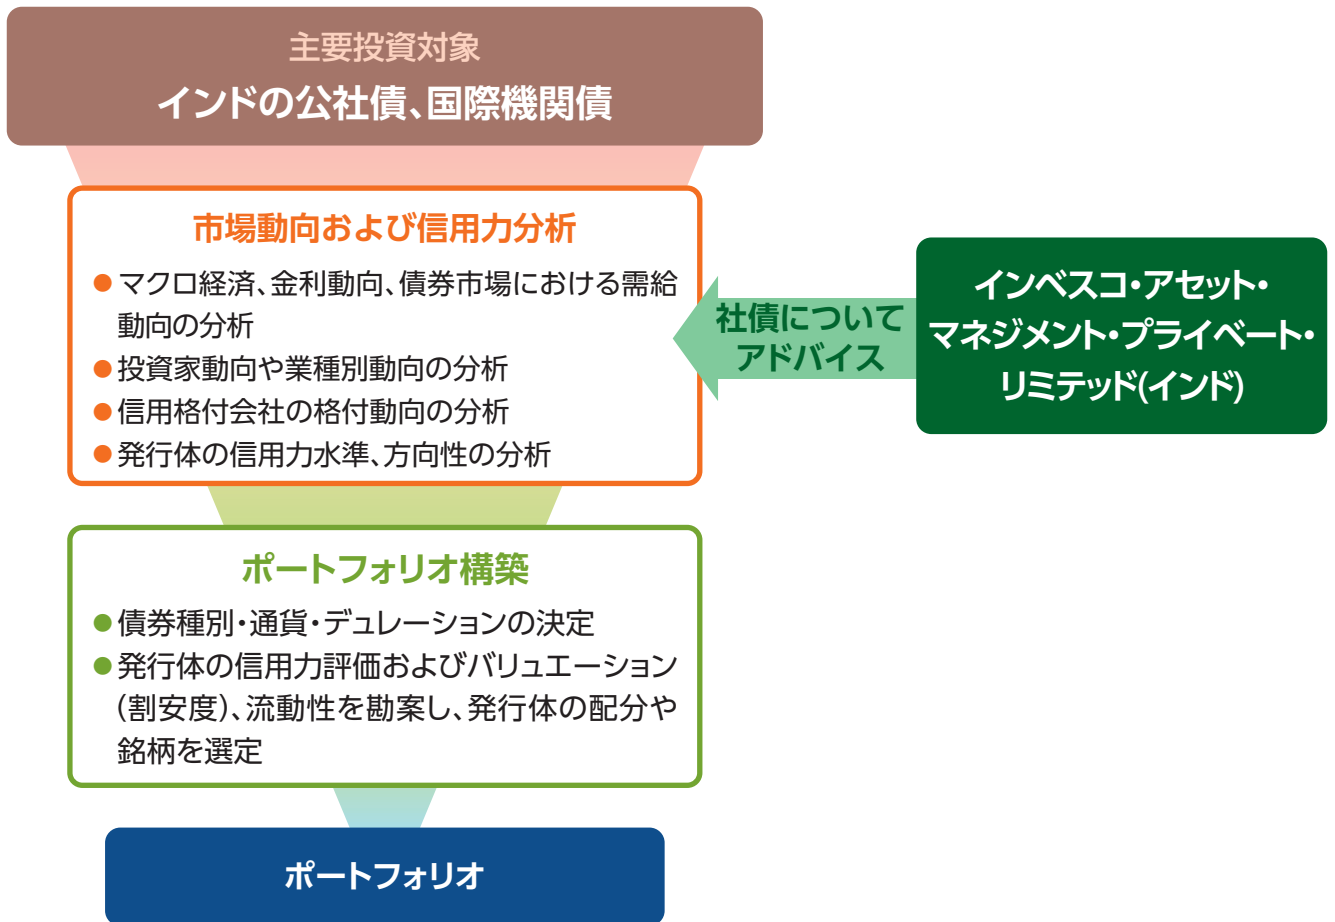 主要投資対象
インドの公社債、国際機関債
市場動向および信用力分析
●マクロ経済、金利動向、債券市場における需給
動向の分析
●投資家動向や業種別動向の分析
●信用格付会社の格付動向の分析
●発行体の信用力水準、方向性の分析
社債について
アドバイス
インベスコ・アセット・
マネジメント・プライベート・
リミテッド(インド)
ポートフォリオ構築
●債券種別・通貨・デュレーションの決定
●発行体の信用力評価およびバリュエーション
(割安度)、流動性を勘案し、発行体の配分や
銘柄を選定
ポートフォリオ